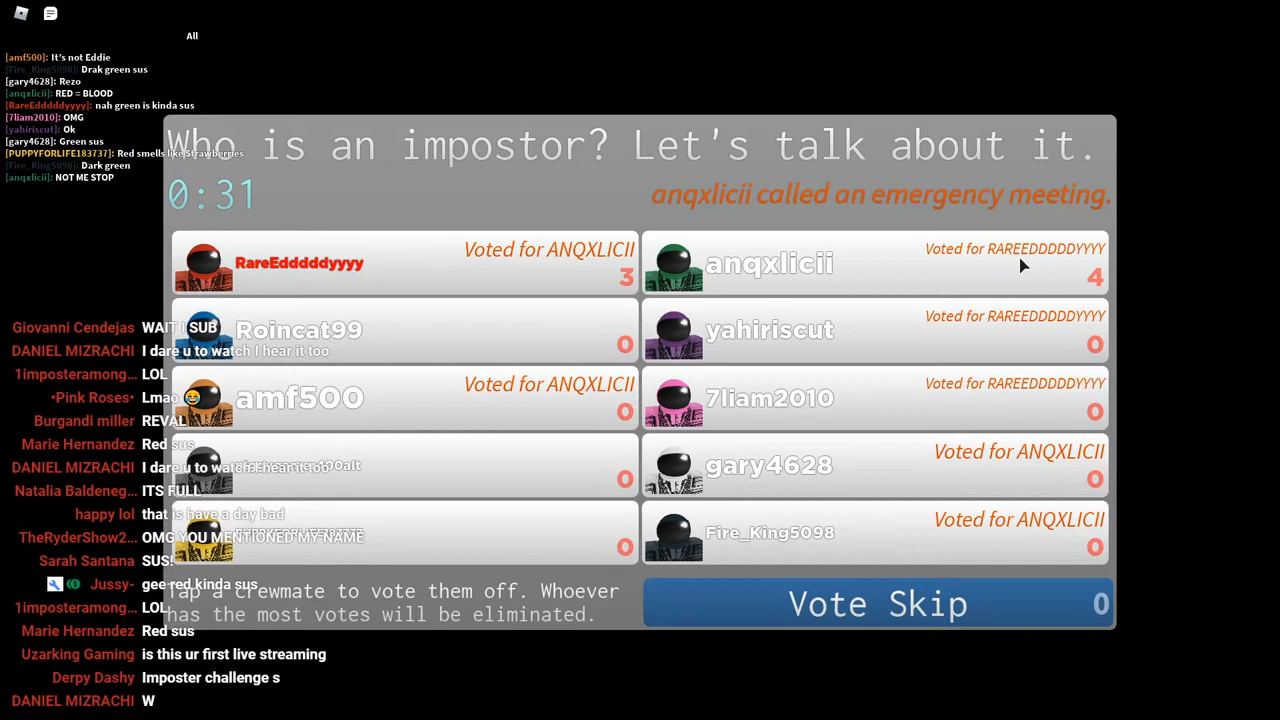 All
[amf500]: It's not Eddie
[Fire_King5098]: Drak green sus
[gary4628]: Rezo
[anqxlicii]: RED = BLOOD
[RareEdddddyyyy]: nah green is kinda sus
[7liam2010]: OMG
[yahiriscut]: Ok
[gary4628]: Green sus
[PUPPYFORLIFE183737]: Red smells like Strawberries
[Fire_King5098]: Dark green
[anqxlicii]: NOT ME STOP
Who is an impostor? Let's talk about it.
0:31
anqxlicii called an emergency meeting.
RareEdddddyyyy Voted for ANQXLICII 3
anqxlicii Voted for RAREEDDDDDYYYY 4
Roincat99 0
yahiriscut Voted for RAREEDDDDDYYYY 0
amf500 Voted for ANQXLICII 0
7liam2010 Voted for RAREEDDDDDYYYY 0
0
gary4628 Voted for ANQXLICII 0
0
Fire_King5098 Voted for ANQXLICII 0
Tap a crewmate to vote them off. Whoever
has the most votes will be eliminated.
Vote Skip 0
Giovanni Cendejas WAIT I SUB
DANIEL MIZRACHI I dare u to watch I hear it too
1imposteramong... LOL
•Pink Roses• Lmao 😂
Burgandi miller REVAL
Marie Hernandez Red sus
DANIEL MIZRACHI I dare u to watch I hear it too
Natalia Baldeneg... ITS FULL
happy lol that is have a day bad
TheRyderShow2... OMG YOU MENTIONED MY NAME
Sarah Santana SUS!
Jussy- gee red kinda sus
1imposteramong... LOL
Marie Hernandez Red sus
Uzarking Gaming is this ur first live streaming
Derpy Dashy Imposter challenge s
DANIEL MIZRACHI W